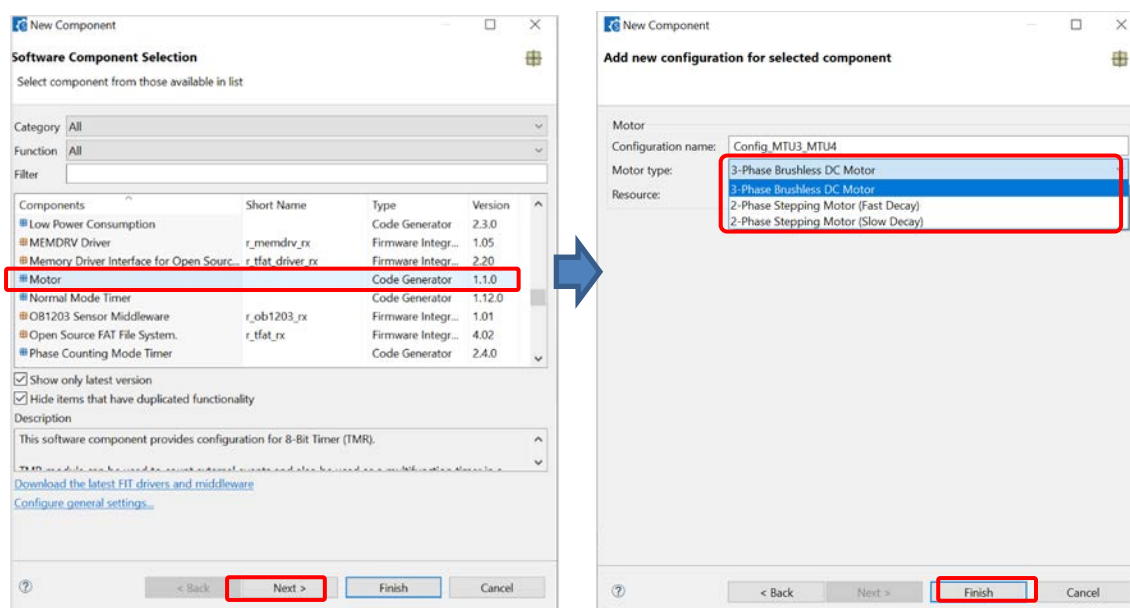 New Component
Software Component Selection
Select component from those available in list
Category All
Function All
Filter
Components Short Name Type Version
Low Power Consumption Code Generator 2.3.0
MEMDRV Driver r_memdrv_rx Firmware Integr... 1.05
Memory Driver Interface for Open Sourc... r_tfat_driver_rx Firmware Integr... 2.20
Motor Code Generator 1.1.0
Normal Mode Timer Code Generator 1.12.0
OB1203 Sensor Middleware r_ob1203_rx Firmware Integr... 1.01
Open Source FAT File System. r_tfat_rx Firmware Integr... 4.02
Phase Counting Mode Timer Code Generator 2.4.0
Show only latest version
Hide items that have duplicated functionality
Description
This software component provides configuration for 8-Bit Timer (TMR).
Download the latest FIT drivers and middleware
Configure general settings...
< Back Next > Finish Cancel
New Component
Add new configuration for selected component
Motor
Configuration name: Config_MTU3_MTU4
Motor type: 3-Phase Brushless DC Motor
Resource: 3-Phase Brushless DC Motor
2-Phase Stepping Motor (Fast Decay)
2-Phase Stepping Motor (Slow Decay)
< Back Next > Finish Cancel